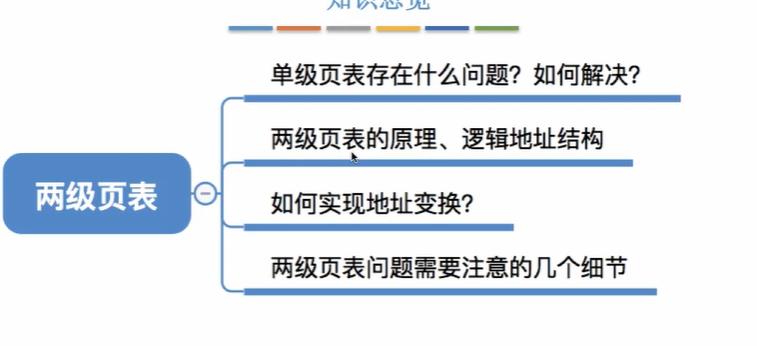 知识总览
单级页表存在什么问题？如何解决？
两级页表的原理、逻辑地址结构
两级页表
如何实现地址变换？
两级页表问题需要注意的几个细节